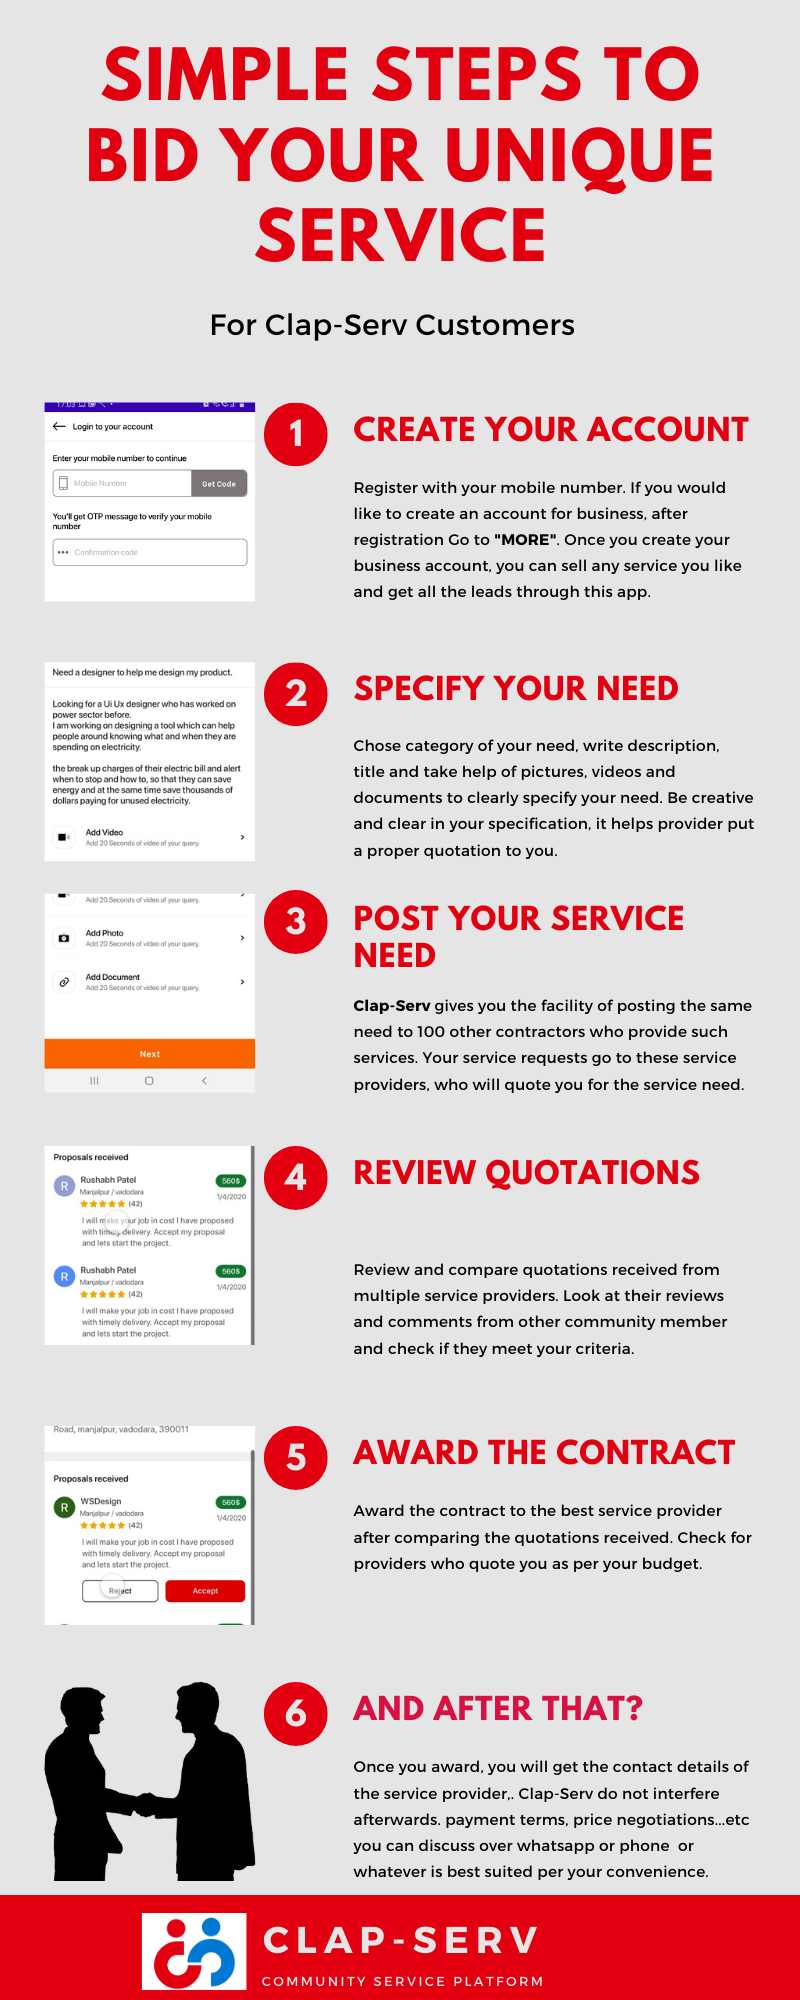 SIMPLE STEPS TO
BID YOUR UNIQUE
SERVICE
For Clap-Serv Customers
17:03
Login to your account
Enter your mobile number to continue
Mobile Number
Get Code
You'll get OTP message to verify your mobile
number
Confirmation code
1
CREATE YOUR ACCOUNT
Register with your mobile number. If you would
like to create an account for business, after
registration Go to "MORE". Once you create your
business account, you can sell any service you like
and get all the leads through this app.
Need a designer to help me design my product.
Looking for a Ui Ux designer who has worked on
power sector before.
I am working on designing a tool which can help
people around knowing what and when they are
spending on electricity.
the break up charges of their electric bill and alert
when to stop and how to, so that they can save
energy and at the same time save thousands of
dollars paying for unused electricity.
Add Video
Add 20 Seconds of video of your query.
2
SPECIFY YOUR NEED
Chose category of your need, write description,
title and take help of pictures, videos and
documents to clearly specify your need. Be creative
and clear in your specification, it helps provider put
a proper quotation to you.
Add 20 Seconds of video of your query.
Add Photo
Add 20 Seconds of video of your query.
Add Document
Add 20 Seconds of video of your query.
Next
3
POST YOUR SERVICE
NEED
Clap-Serv gives you the facility of posting the same
need to 100 other contractors who provide such
services. Your service requests go to these service
providers, who will quote you for the service need.
Proposals received
R
Rushabh Patel
560$
Manjalpur / vadodara
1/4/2020
(42)
I will make your job in cost I have proposed
with timely delivery. Accept my proposal
and lets start the project.
R
Rushabh Patel
560$
Manjalpur / vadodara
1/4/2020
(42)
I will make your job in cost I have proposed
with timely delivery. Accept my proposal
and lets start the project.
4
REVIEW QUOTATIONS
Review and compare quotations received from
multiple service providers. Look at their reviews
and comments from other community member
and check if they meet your criteria.
Road, manjalpur, vadodara, 390011
Proposals received
R
WSDesign
560$
Manjalpur / vadodara
1/4/2020
(42)
I will make your job in cost I have proposed
with timely delivery. Accept my proposal
and lets start the project.
Reject
Accept
5
AWARD THE CONTRACT
Award the contract to the best service provider
after comparing the quotations received. Check for
providers who quote you as per your budget.
6
AND AFTER THAT?
Once you award, you will get the contact details of
the service provider,. Clap-Serv do not interfere
afterwards. payment terms, price negotiations...etc
you can discuss over whatsapp or phone  or
whatever is best suited per your convenience.
CLAP-SERV
COMMUNITY SERVICE PLATFORM